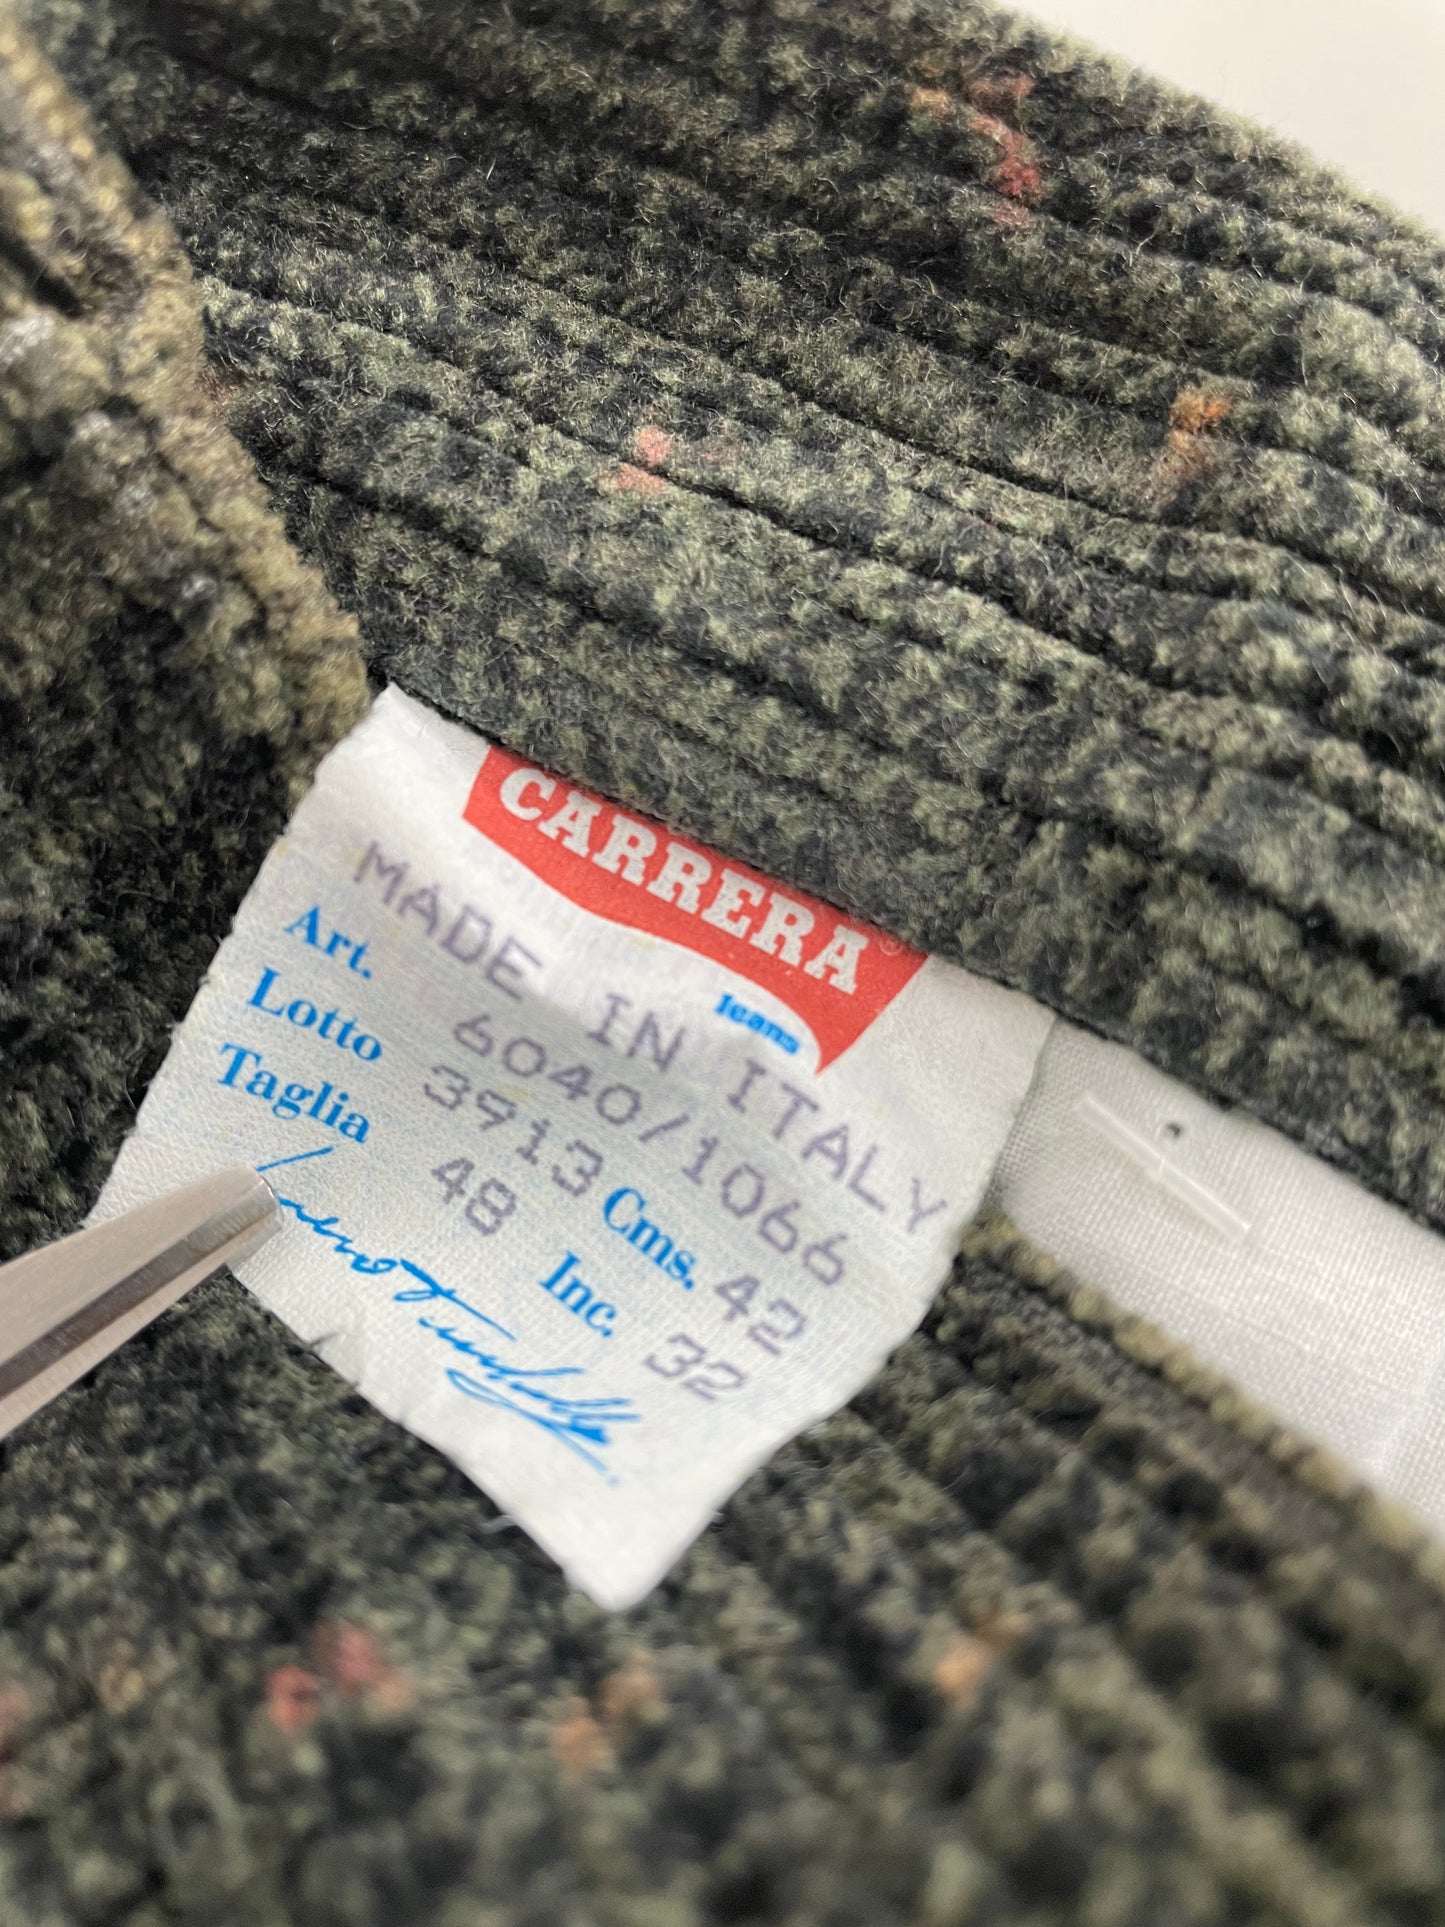 CARRERA®
Jeans
MADE IN ITALY
Art. 6040/1066
Lotto 3913 Cms. 42
Taglia 48 Inc. 32